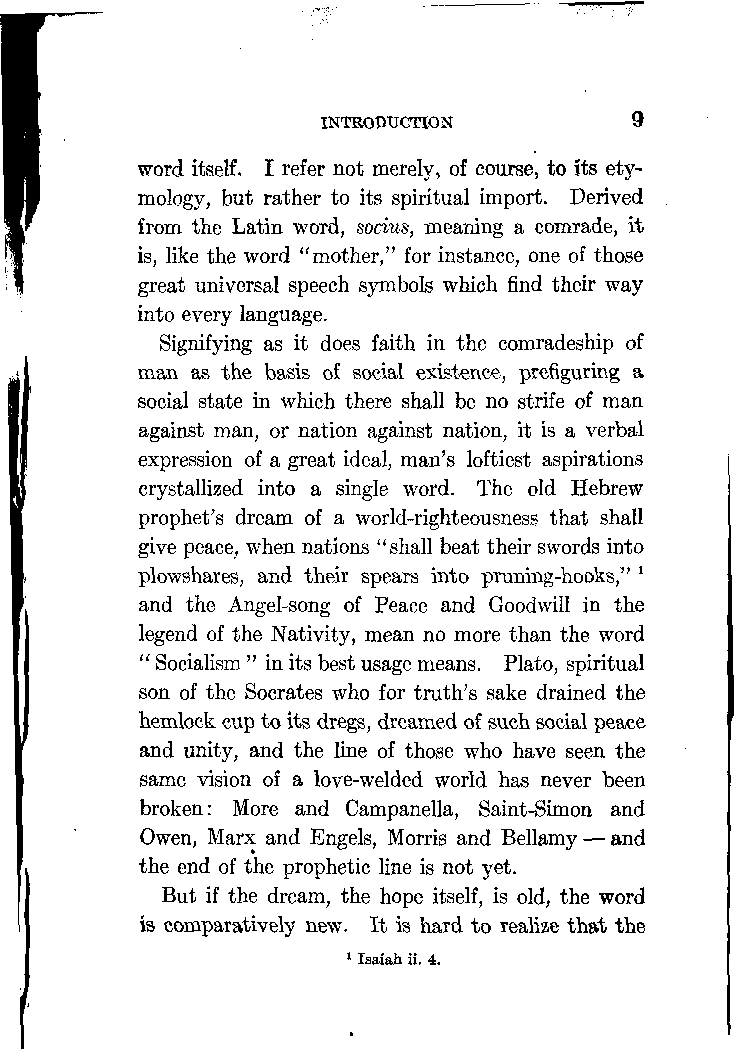 INTRODUCTION 9
word itself. I refer not merely, of course, to its ety-
mology, but rather to its spiritual import. Derived
from the Latin word, socius, meaning a comrade, it
is, like the word "mother," for instance, one of those
great universal speech symbols which find their way
into every language.
Signifying as it does faith in the comradeship of
man as the basis of social existence, prefiguring a
social state in which there shall be no strife of man
against man, or nation against nation, it is a verbal
expression of a great ideal, man's loftiest aspirations
crystallized into a single word. The old Hebrew
prophet's dream of a world-righteousness that shall
give peace, when nations "shall beat their swords into
plowshares, and their spears into pruning-hooks," 1
and the Angel-song of Peace and Goodwill in the
legend of the Nativity, mean no more than the word
"Socialism" in its best usage means. Plato, spiritual
son of the Socrates who for truth's sake drained the
hemlock cup to its dregs, dreamed of such social peace
and unity, and the line of those who have seen the
same vision of a love-welded world has never been
broken: More and Campanella, Saint-Simon and
Owen, Marx and Engels, Morris and Bellamy — and
the end of the prophetic line is not yet.
But if the dream, the hope itself, is old, the word
is comparatively new. It is hard to realize that the
1 Isaiah ii. 4.